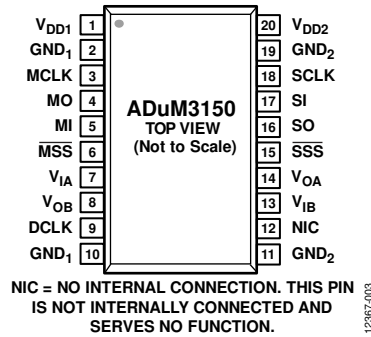 VDD1 1
GND1 2
MCLK 3
MO 4
MI 5
M̅S̅S̅ 6
VIA 7
VOB 8
DCLK 9
GND1 10
ADuM3150
TOP VIEW
(Not to Scale)
20 VDD2
19 GND2
18 SCLK
17 SI
16 SO
15 S̅S̅S̅
14 VOA
13 VIB
12 NIC
11 GND2
NIC = NO INTERNAL CONNECTION. THIS PIN
IS NOT INTERNALLY CONNECTED AND
SERVES NO FUNCTION.
12367-003